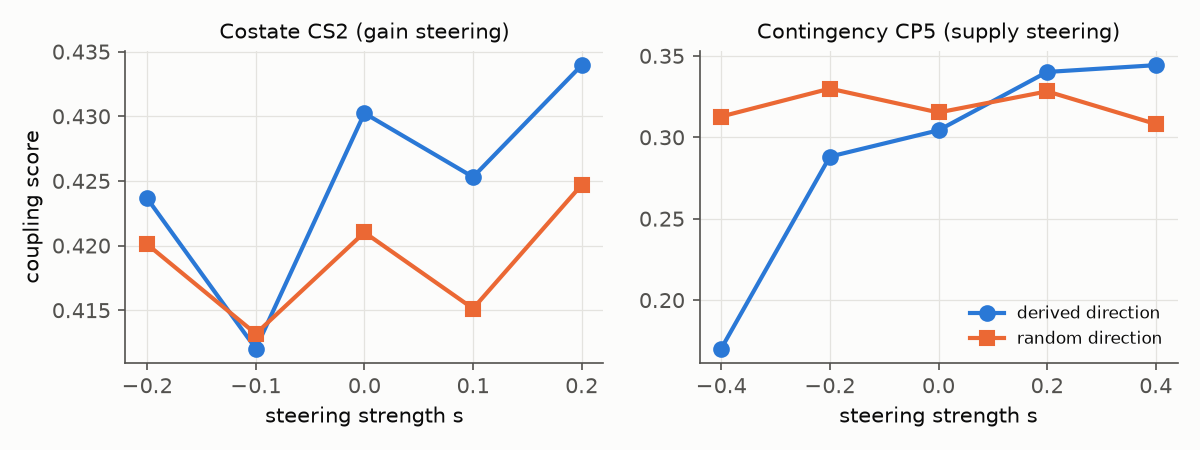 Costate CS2 (gain steering)
0.435
0.430
0.425
0.420
0.415
coupling score
−0.2 −0.1 0.0 0.1 0.2
steering strength s
Contingency CP5 (supply steering)
0.35
0.30
0.25
0.20
derived direction
random direction
−0.4 −0.2 0.0 0.2 0.4
steering strength s